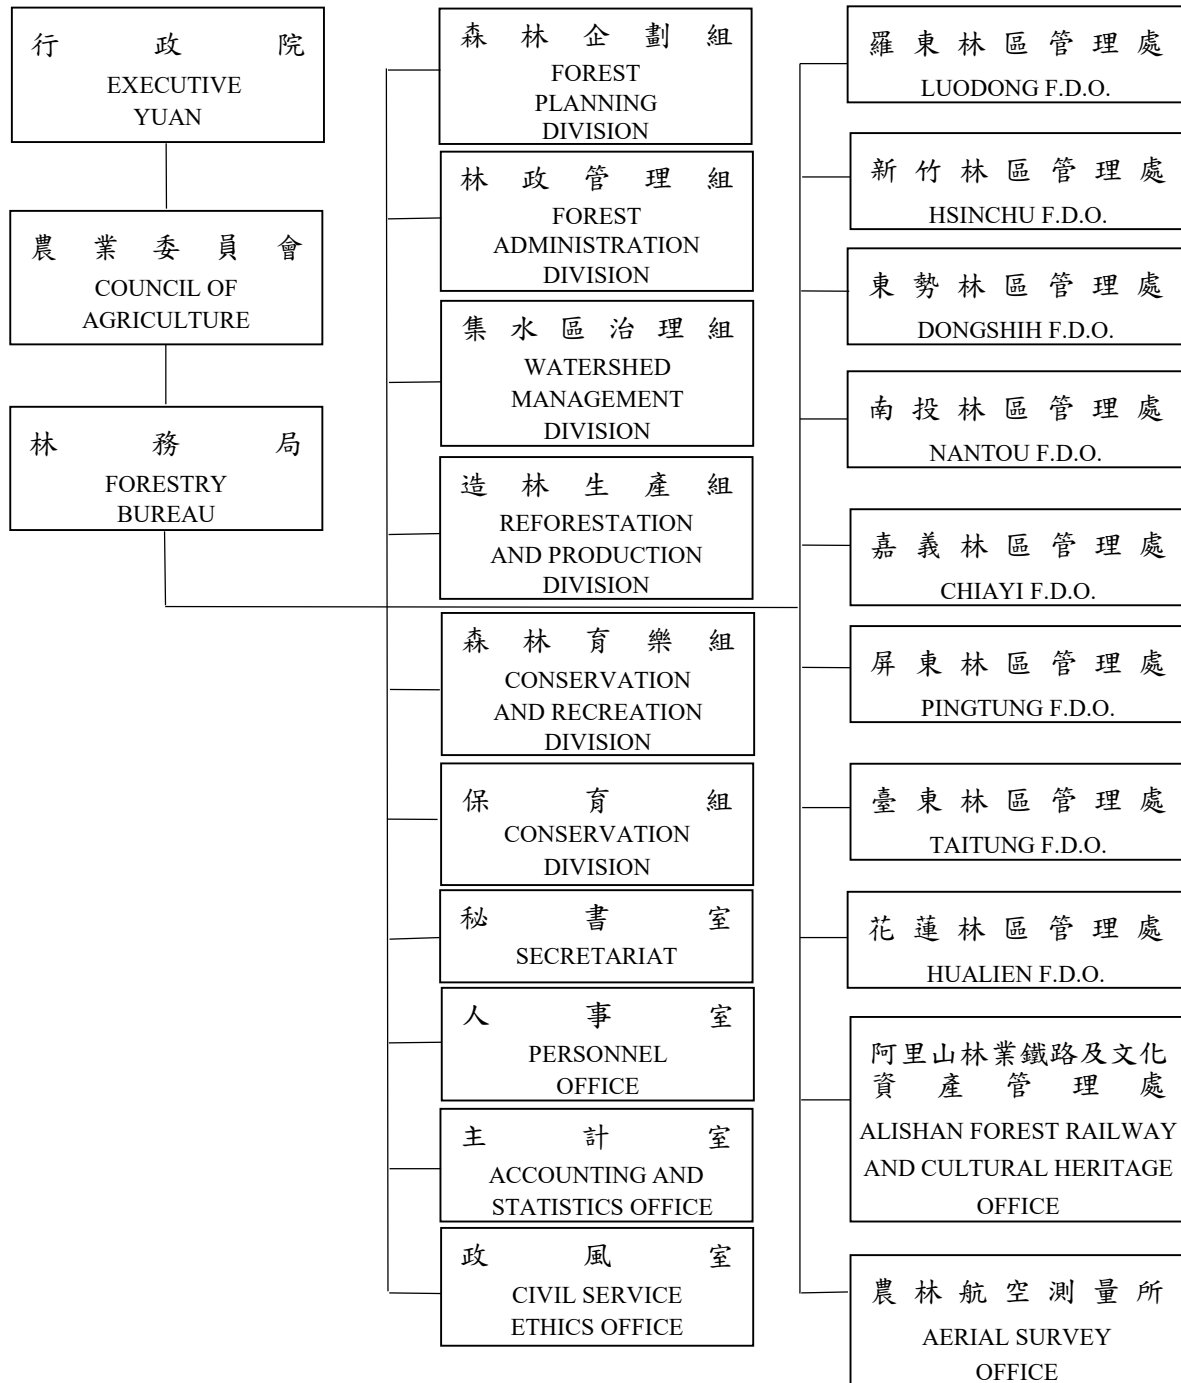 行政院
EXECUTIVE
YUAN
農業委員會
COUNCIL OF
AGRICULTURE
林務局
FORESTRY
BUREAU
森林企劃組
FOREST
PLANNING
DIVISION
林政管理組
FOREST
ADMINISTRATION
DIVISION
集水區治理組
WATERSHED
MANAGEMENT
DIVISION
造林生產組
REFORESTATION
AND PRODUCTION
DIVISION
森林育樂組
CONSERVATION
AND RECREATION
DIVISION
保育組
CONSERVATION
DIVISION
秘書室
SECRETARIAT
人事室
PERSONNEL
OFFICE
主計室
ACCOUNTING AND
STATISTICS OFFICE
政風室
CIVIL SERVICE
ETHICS OFFICE
羅東林區管理處
LUODONG F.D.O.
新竹林區管理處
HSINCHU F.D.O.
東勢林區管理處
DONGSHIH F.D.O.
南投林區管理處
NANTOU F.D.O.
嘉義林區管理處
CHIAYI F.D.O.
屏東林區管理處
PINGTUNG F.D.O.
臺東林區管理處
TAITUNG F.D.O.
花蓮林區管理處
HUALIEN F.D.O.
阿里山林業鐵路及文化
資產管理處
ALISHAN FOREST RAILWAY
AND CULTURAL HERITAGE
OFFICE
農林航空測量所
AERIAL SURVEY
OFFICE